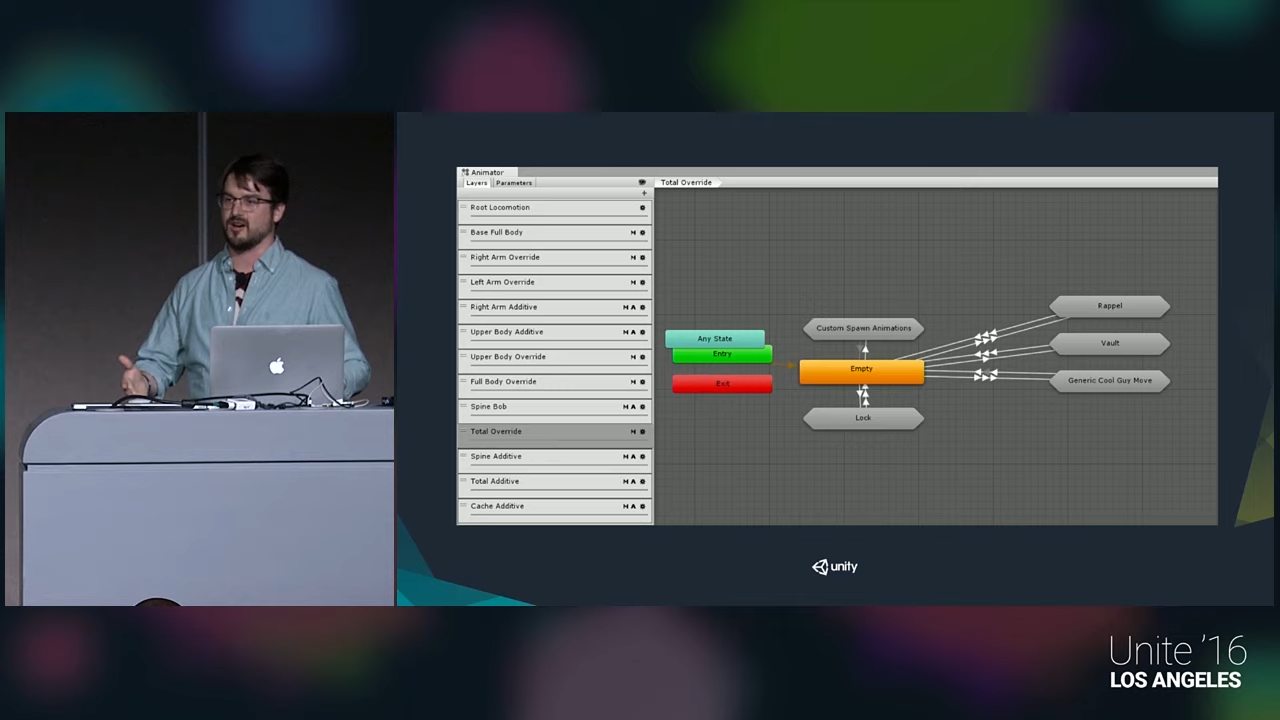 Animator
Layers Parameters
Total Override
Root Locomotion
Base Full Body M
Right Arm Override M
Left Arm Override M
Right Arm Additive M A
Upper Body Additive M A
Upper Body Override M
Full Body Override M
Spine Bob M A
Total Override M
Spine Additive M A
Total Additive M A
Cache Additive M A
Any State
Entry
Exit
Custom Spawn Animations
Empty
Lock
Rappel
Vault
Generic Cool Guy Move
unity
Unite '16
LOS ANGELES